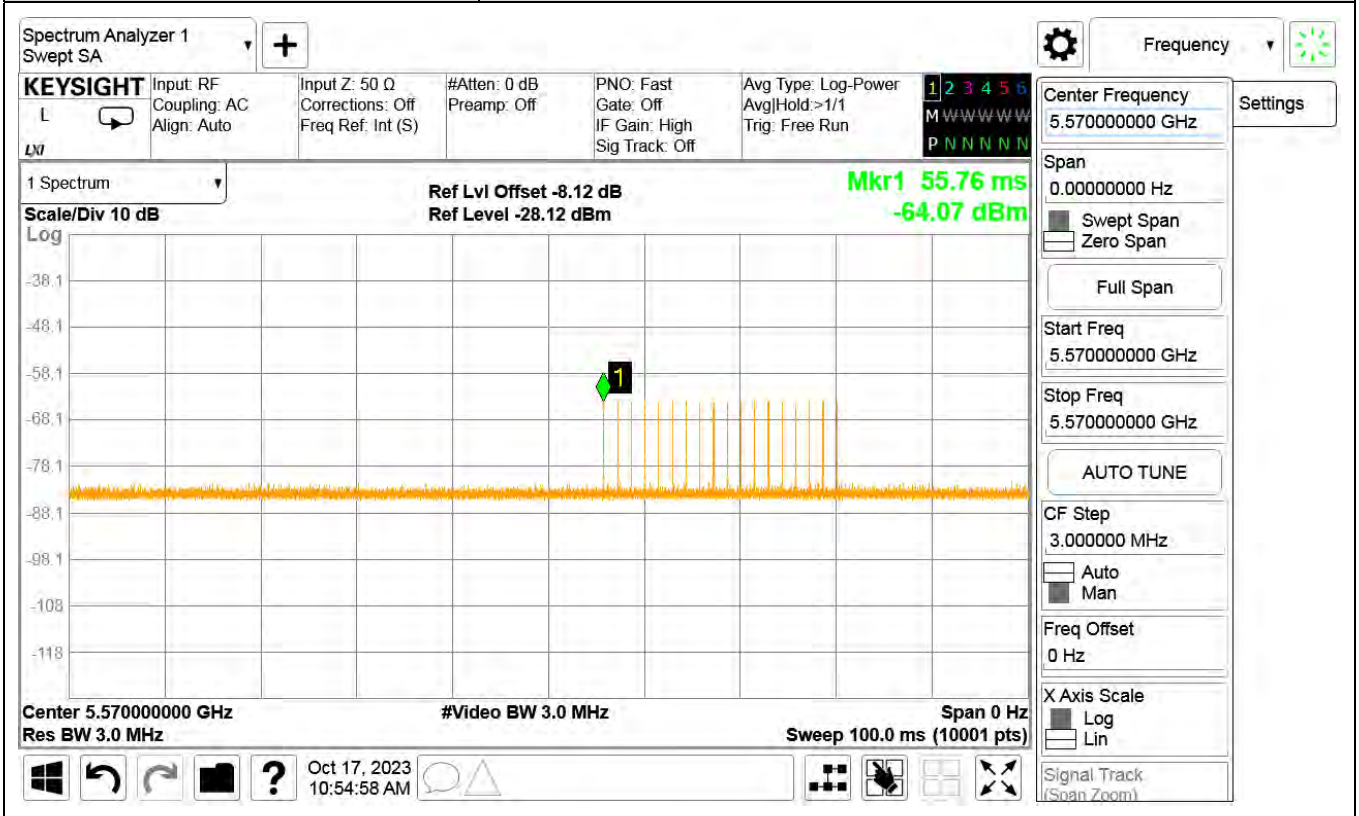 Spectrum Analyzer 1
Swept SA
+
Frequency
KEYSIGHT
L
LXI
Input: RF
Coupling: AC
Align: Auto
Input Z: 50 Ω
Corrections: Off
Freq Ref: Int (S)
#Atten: 0 dB
Preamp: Off
PNO: Fast
Gate: Off
IF Gain: High
Sig Track: Off
Avg Type: Log-Power
Avg|Hold:>1/1
Trig: Free Run
1 2 3 4 5 6
M W W W W W
P N N N N N
1 Spectrum
Scale/Div 10 dB
Log
Ref Lvl Offset -8.12 dB
Ref Level -28.12 dBm
Mkr1 55.76 ms
-64.07 dBm
-38.1
-48.1
-58.1
-68.1
-78.1
-88.1
-98.1
-108
-118
1
Center 5.570000000 GHz
Res BW 3.0 MHz
#Video BW 3.0 MHz
Span 0 Hz
Sweep 100.0 ms (10001 pts)
?
Oct 17, 2023
10:54:58 AM
Center Frequency
5.570000000 GHz
Settings
Span
0.00000000 Hz
Swept Span
Zero Span
Full Span
Start Freq
5.570000000 GHz
Stop Freq
5.570000000 GHz
AUTO TUNE
CF Step
3.000000 MHz
Auto
Man
Freq Offset
0 Hz
X Axis Scale
Log
Lin
Signal Track
(Span Zoom)